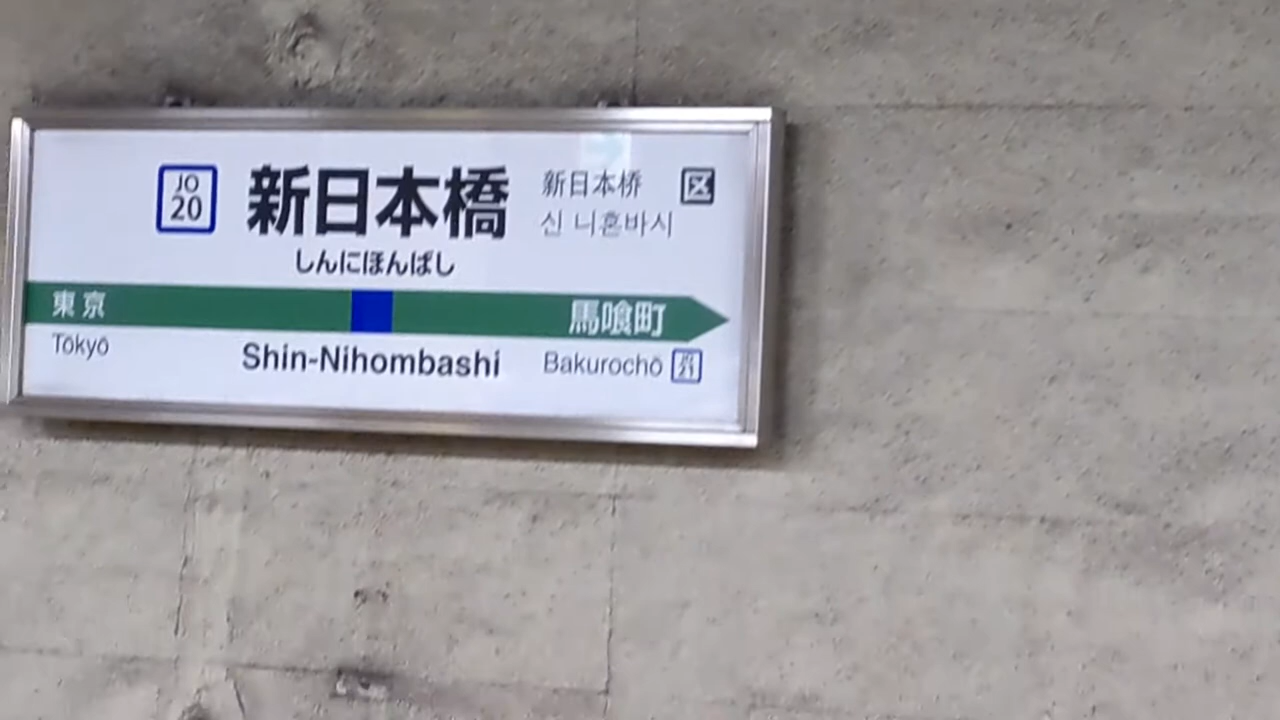 JO
20
新日本橋
新日本桥
신 니혼바시
区
しんにほんばし
東京
馬喰町
Tōkyō
Shin-Nihombashi
Bakurochō
JO
21